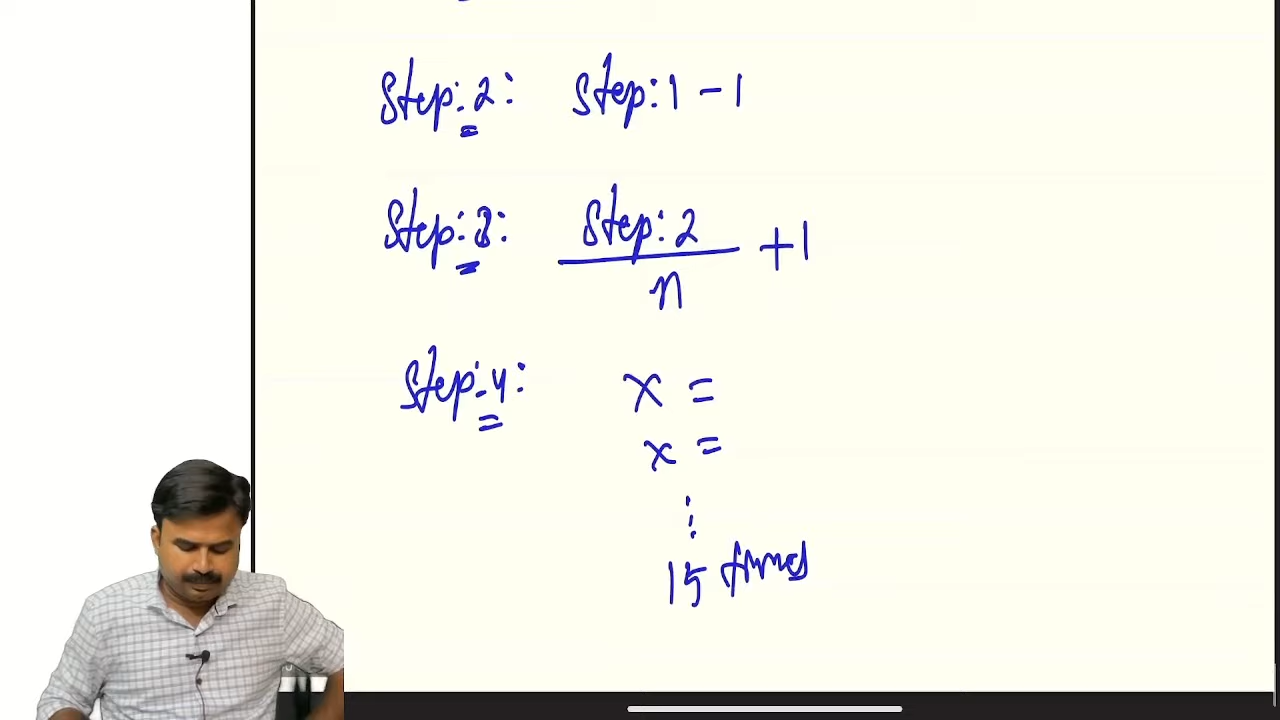 Step:2: Step:1 - 1
Step:3: Step:2 / n + 1
Step-4: x =
x =
⋮
15 times